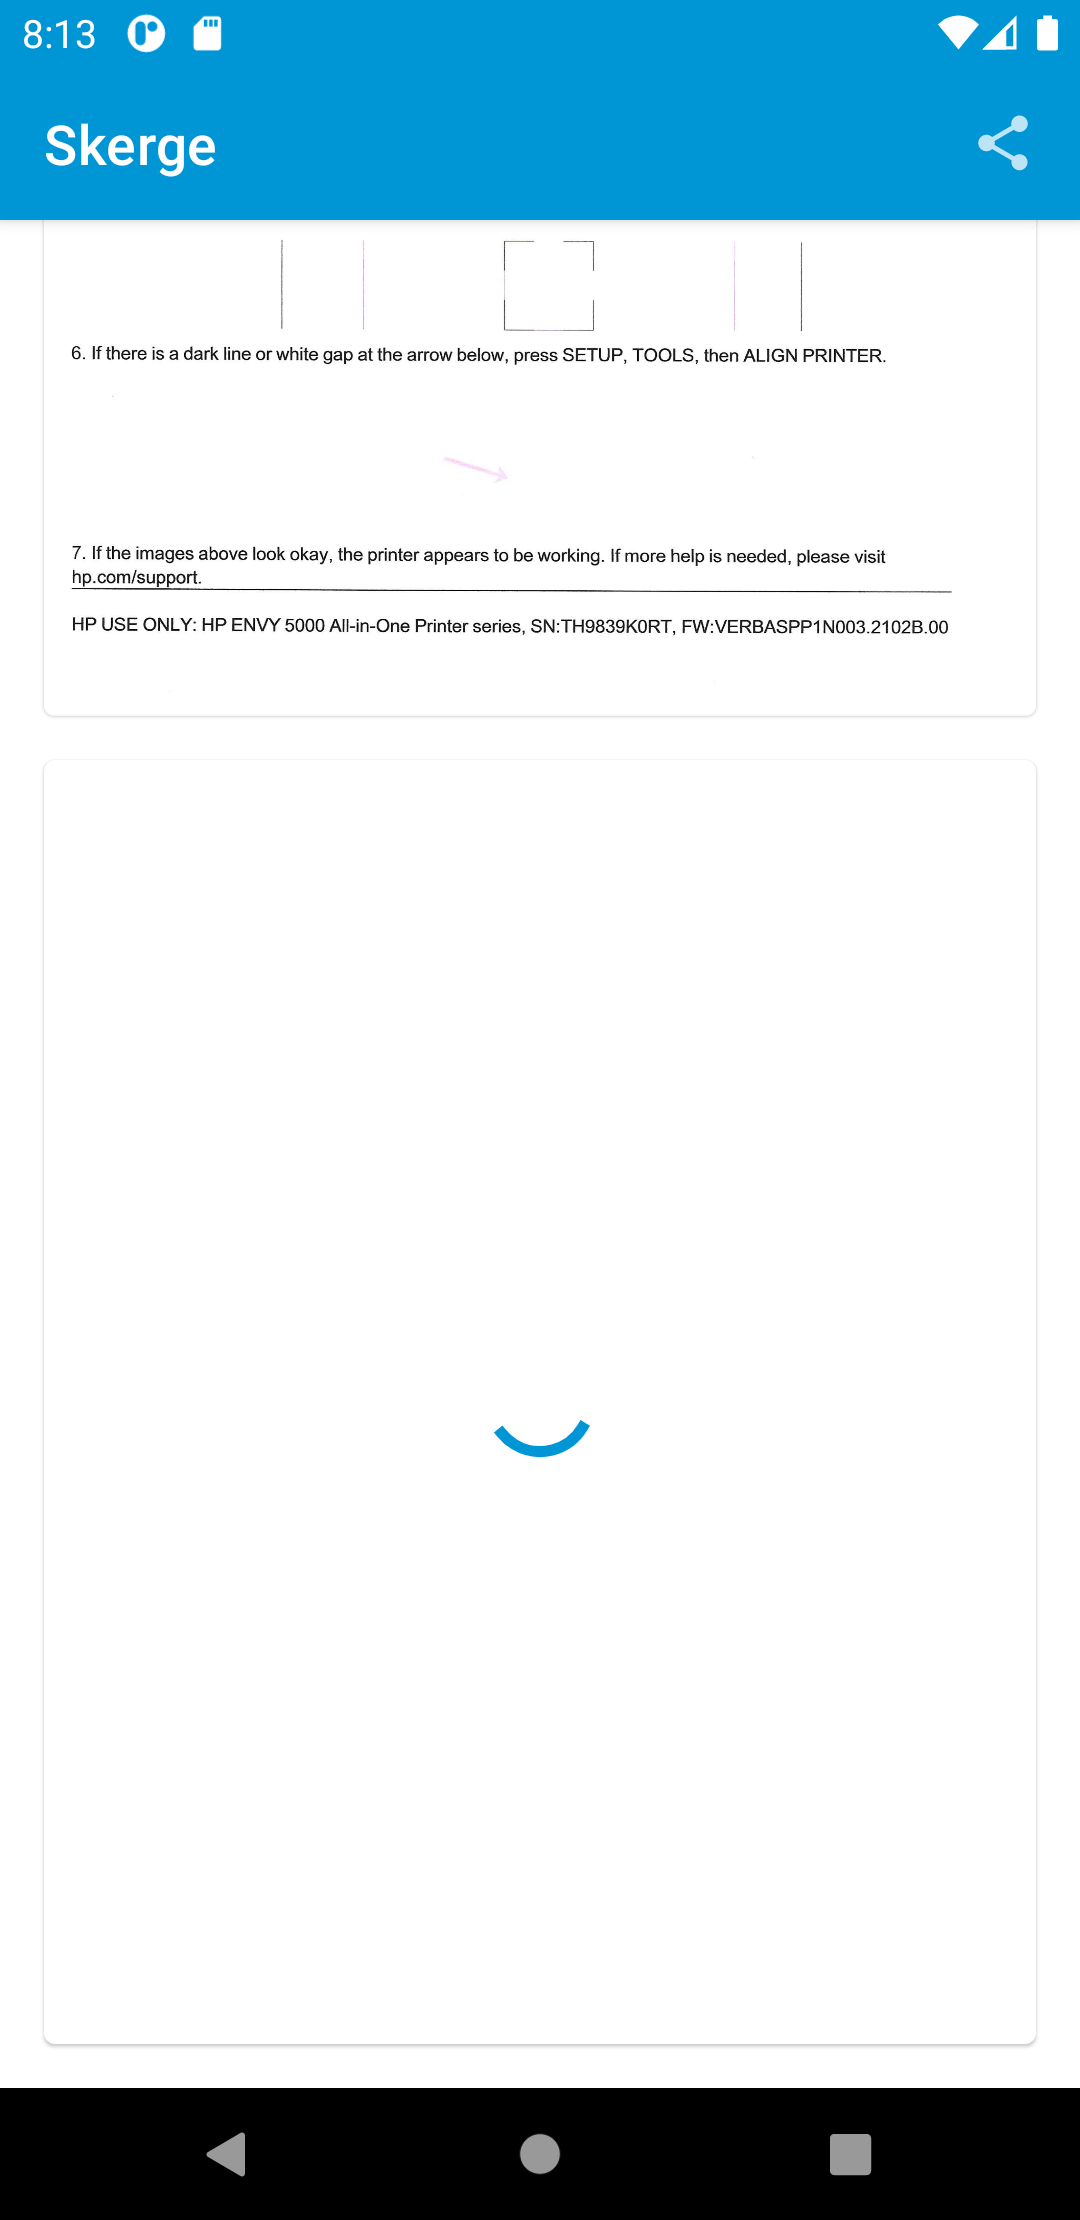 8:13
Skerge
6. If there is a dark line or white gap at the arrow below, press SETUP, TOOLS, then ALIGN PRINTER.
7. If the images above look okay, the printer appears to be working. If more help is needed, please visit
hp.com/support.
HP USE ONLY: HP ENVY 5000 All-in-One Printer series, SN:TH9839K0RT, FW:VERBASPP1N003.2102B.00